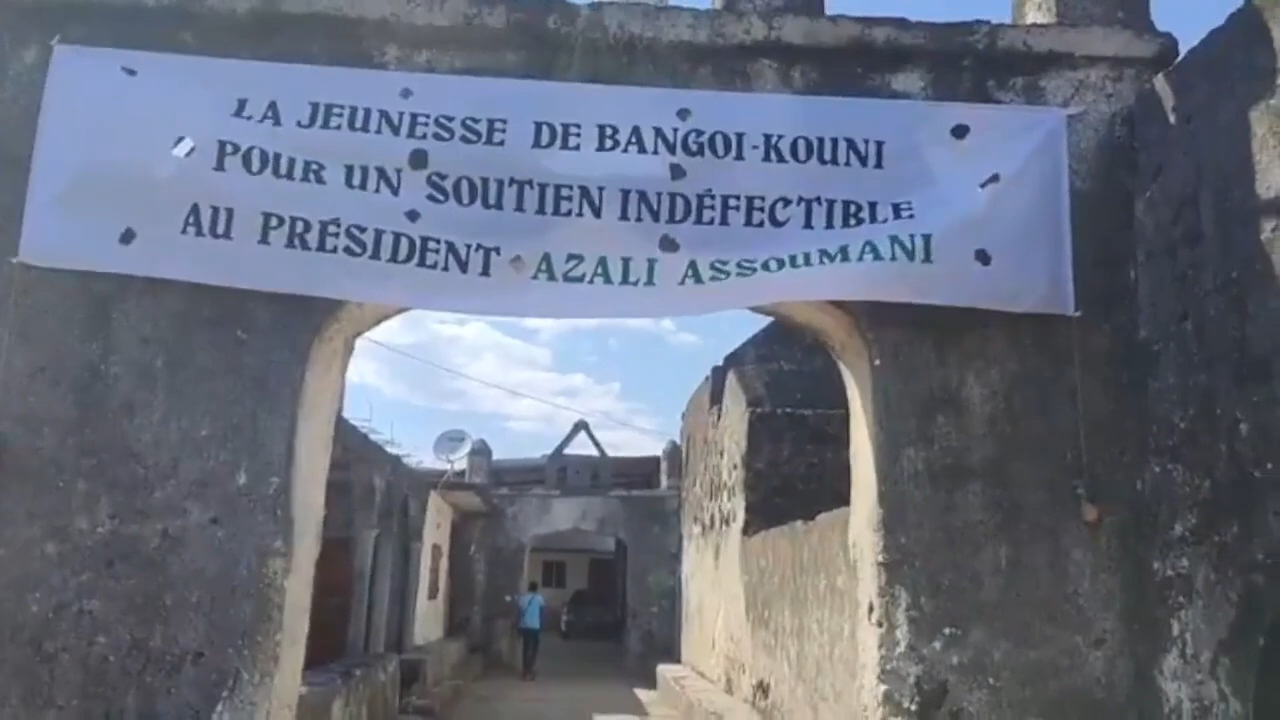 LA JEUNESSE DE BANGOI-KOUNI
POUR UN SOUTIEN INDÉFECTIBLE
AU PRÉSIDENT AZALI ASSOUMANI